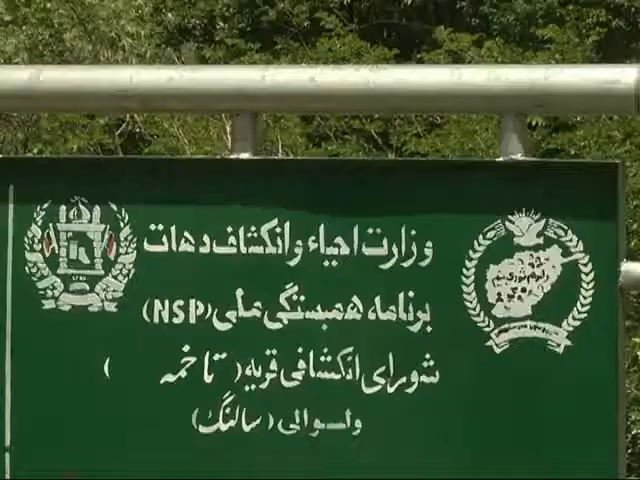 وزارت احیاء و انکشاف دهات
برنامه همبستگی ملی (NSP)
شورای انکشافی قریه (تاخمه)
ولسوالی (سالنگ)